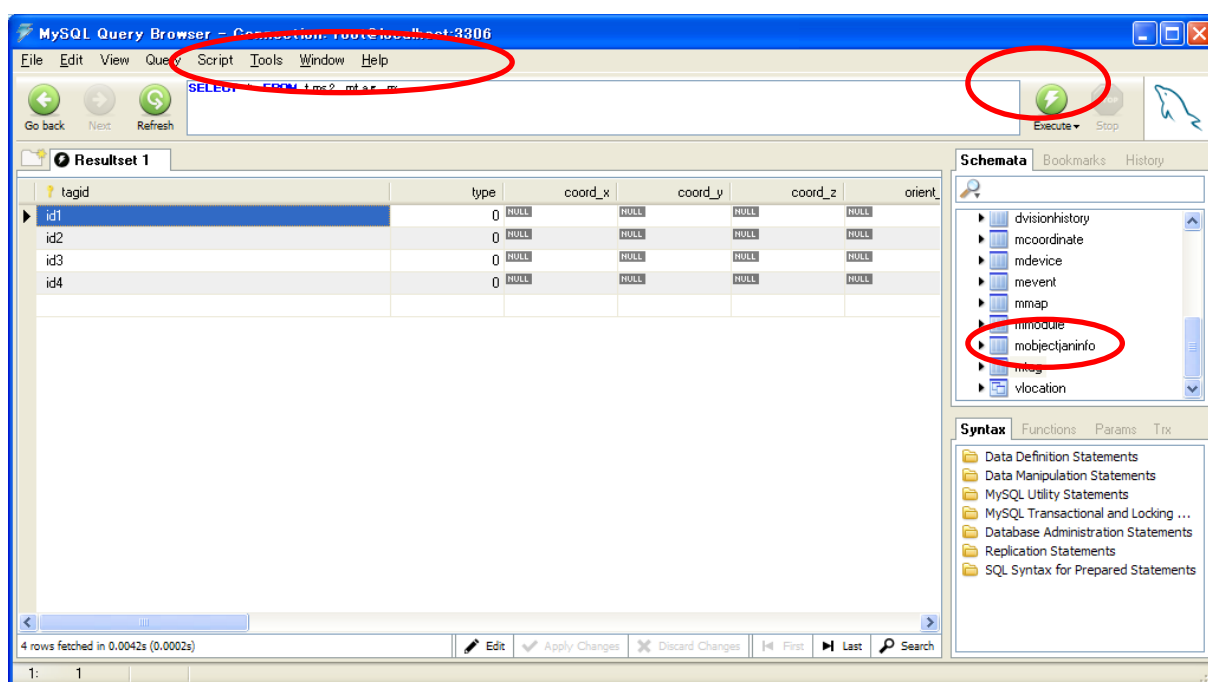 MySQL Query Browser - Connection: root@localhost:3306
File Edit View Query Script Tools Window Help
SELECT FROM
Go back Next Refresh Execute Stop
Resultset 1
tagid type coord_x coord_y coord_z orient_
id1 0 NULL NULL NULL NULL
id2 0 NULL NULL NULL NULL
id3 0 NULL NULL NULL NULL
id4 0 NULL NULL NULL NULL
4 rows fetched in 0.0042s (0.0002s) Edit Apply Changes Discard Changes First Last Search
1: 1
Schemata Bookmarks History
dvisionhistory
mcoordinate
mdevice
mevent
mmap
mmodule
mobjectjaninfo
mtag
vlocation
Syntax Functions Params Trx
Data Definition Statements
Data Manipulation Statements
MySQL Utility Statements
MySQL Transactional and Locking ...
Database Administration Statements
Replication Statements
SQL Syntax for Prepared Statements